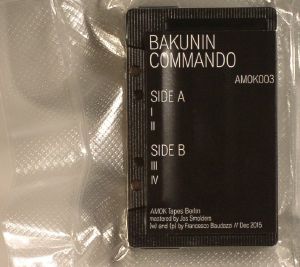 BAKUNIN
COMMANDO
AMOK003
SIDE A
I
II
SIDE B
III
IV
AMOK Tapes Berlin
mastered by Jos Smolders
(w) and (p) by Francesco Baudazzi // Dec 2015